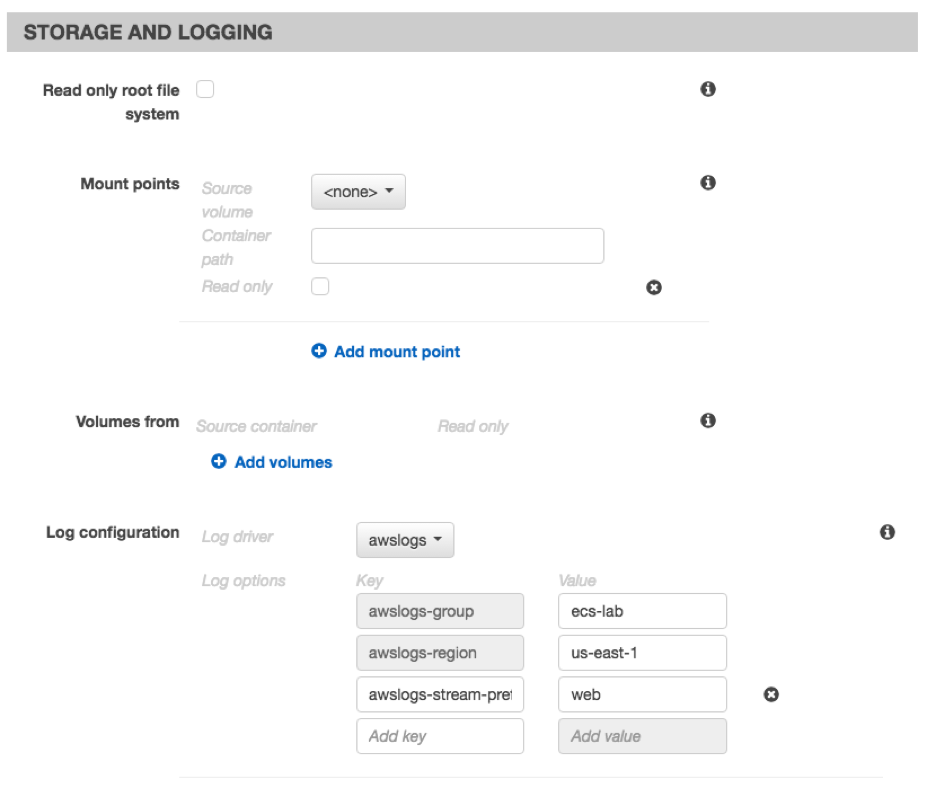 STORAGE AND LOGGING
Read only root file
system
Mount points
Source
volume
<none>
Container
path
Read only
Add mount point
Volumes from
Source container
Read only
Add volumes
Log configuration
Log driver
awslogs
Log options
Key
Value
awslogs-group
ecs-lab
awslogs-region
us-east-1
awslogs-stream-pref
web
Add key
Add value